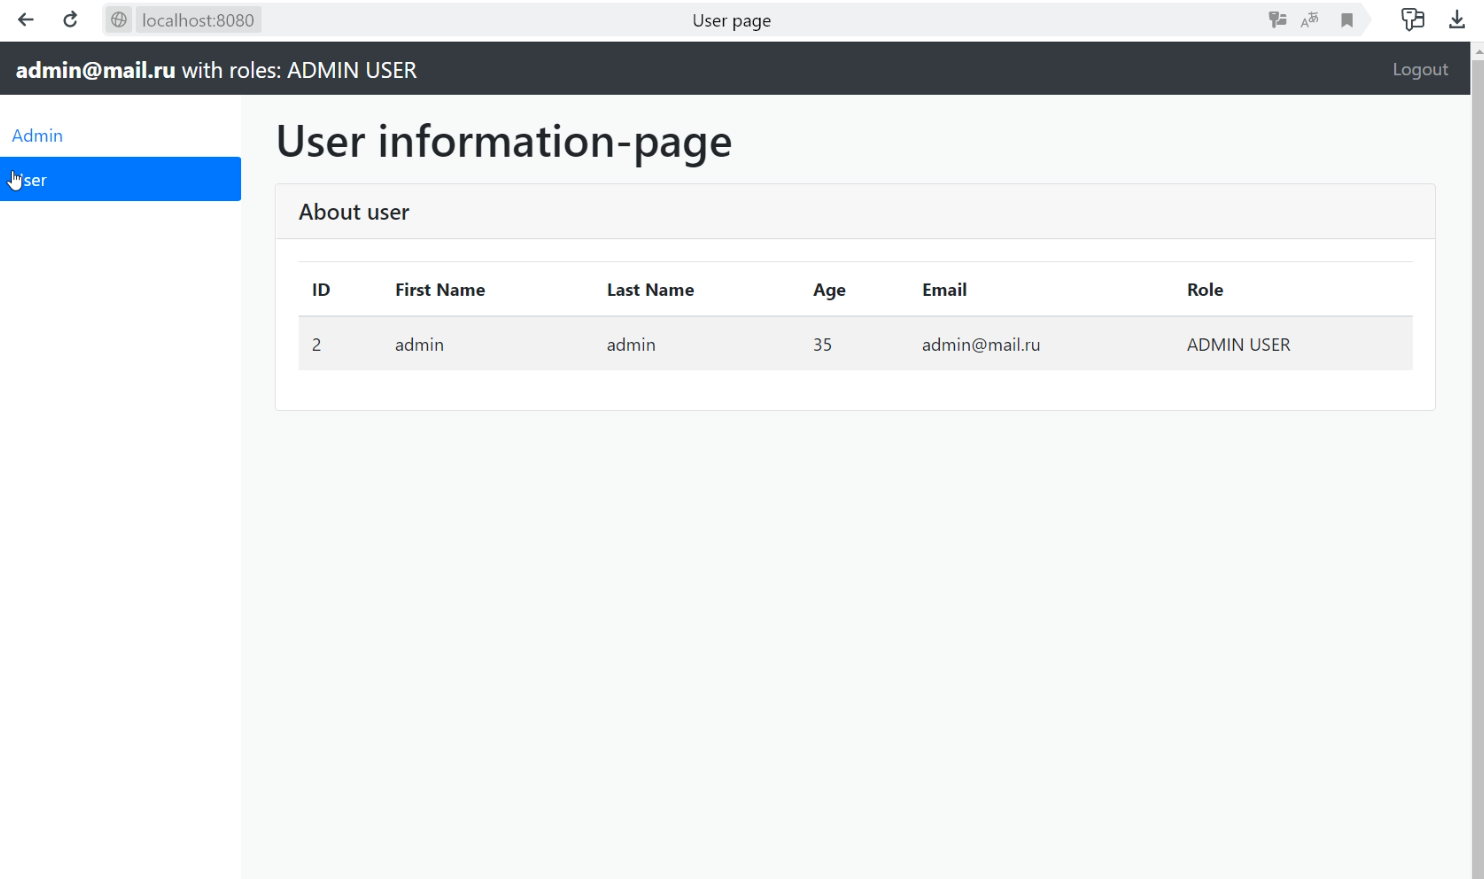 localhost:8080
User page
admin@mail.ru with roles: ADMIN USER
Logout
Admin
User information-page
About user
ID First Name Last Name Age Email Role
2 admin admin 35 admin@mail.ru ADMIN USER